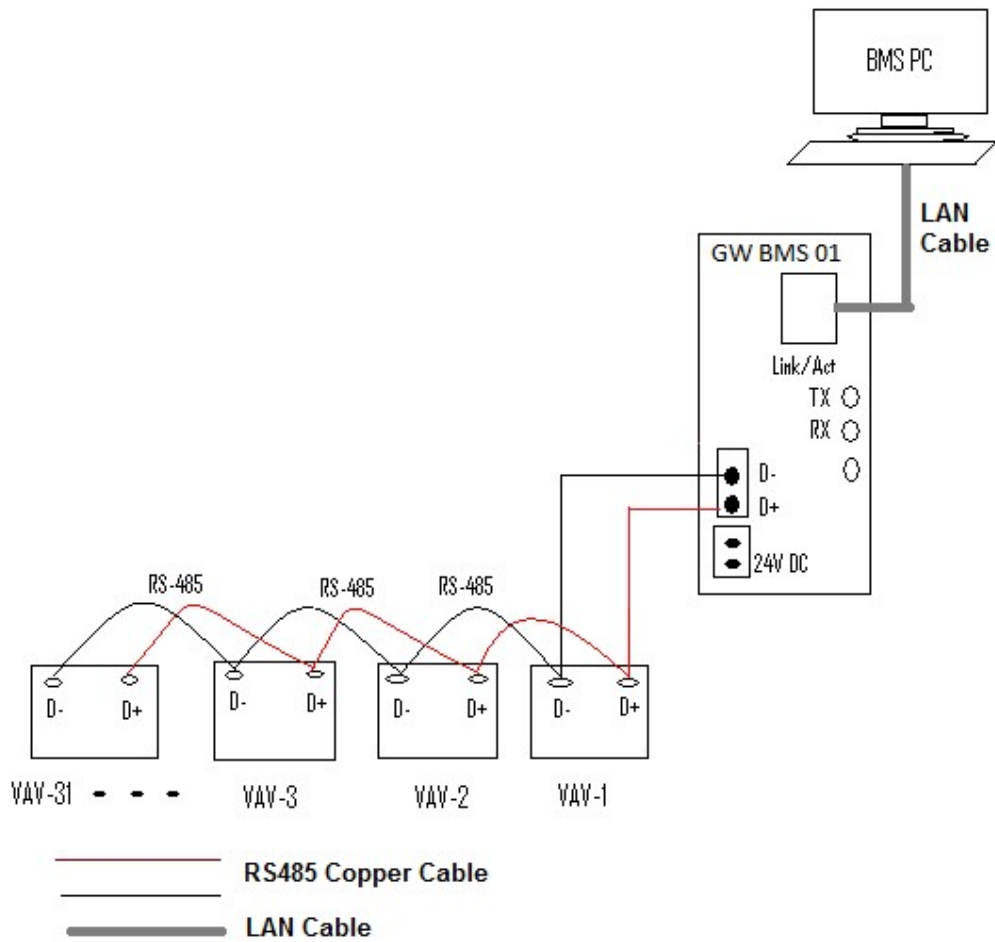 BMS PC
LAN
Cable
GW BMS 01
Link/Act
TX
RX
D-
D+
24V DC
RS-485
RS-485
RS-485
D-
D+
D-
D+
D-
D+
D-
D+
VAV-31 - - -
VAV-3
VAV-2
VAV-1
RS485 Copper Cable
LAN Cable